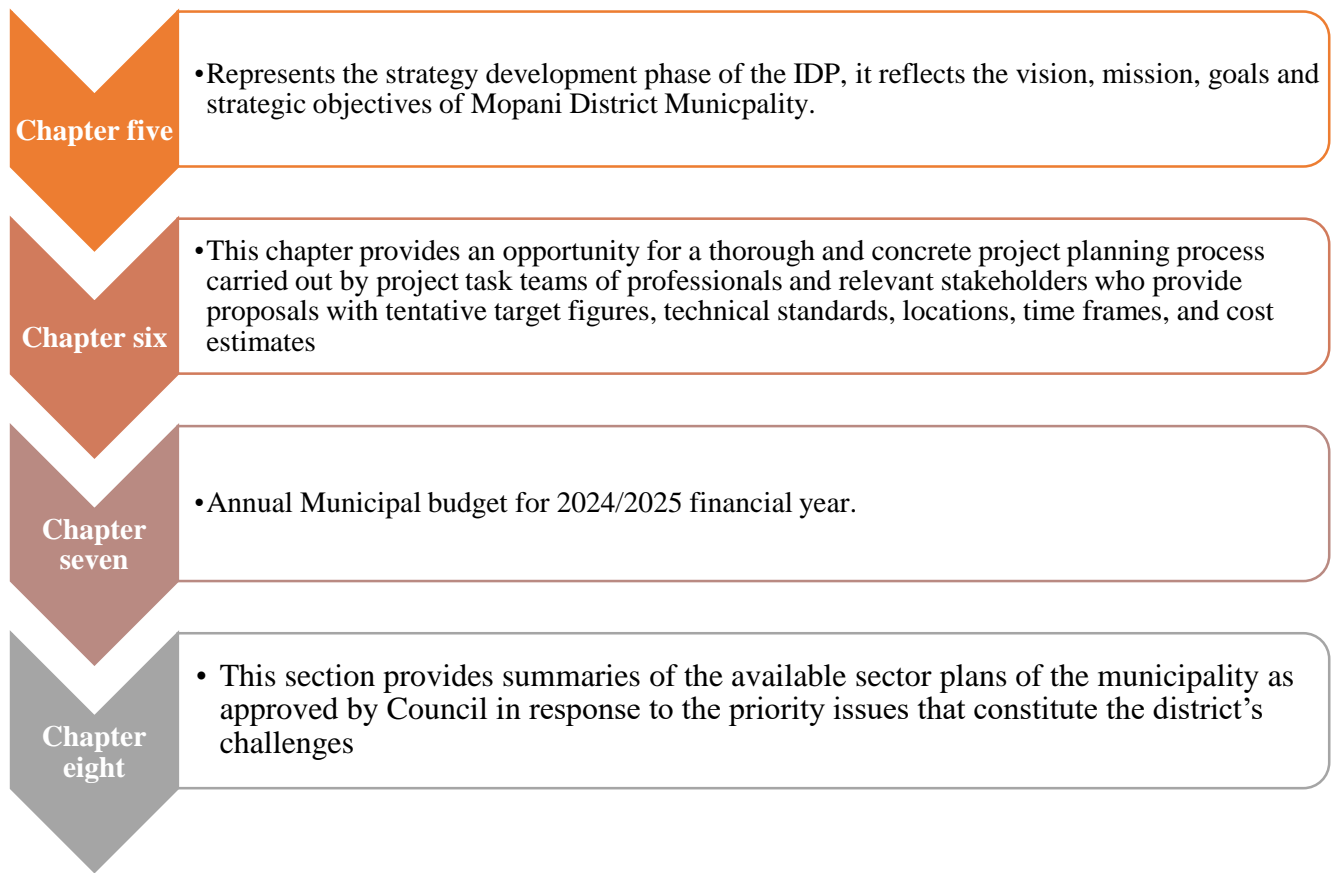 Chapter five
•Represents the strategy development phase of the IDP, it reflects the vision, mission, goals and
strategic objectives of Mopani District Municpality.
Chapter six
•This chapter provides an opportunity for a thorough and concrete project planning process
carried out by project task teams of professionals and relevant stakeholders who provide
proposals with tentative target figures, technical standards, locations, time frames, and cost
estimates
Chapter
seven
•Annual Municipal budget for 2024/2025 financial year.
Chapter
eight
• This section provides summaries of the available sector plans of the municipality as
approved by Council in response to the priority issues that constitute the district’s
challenges